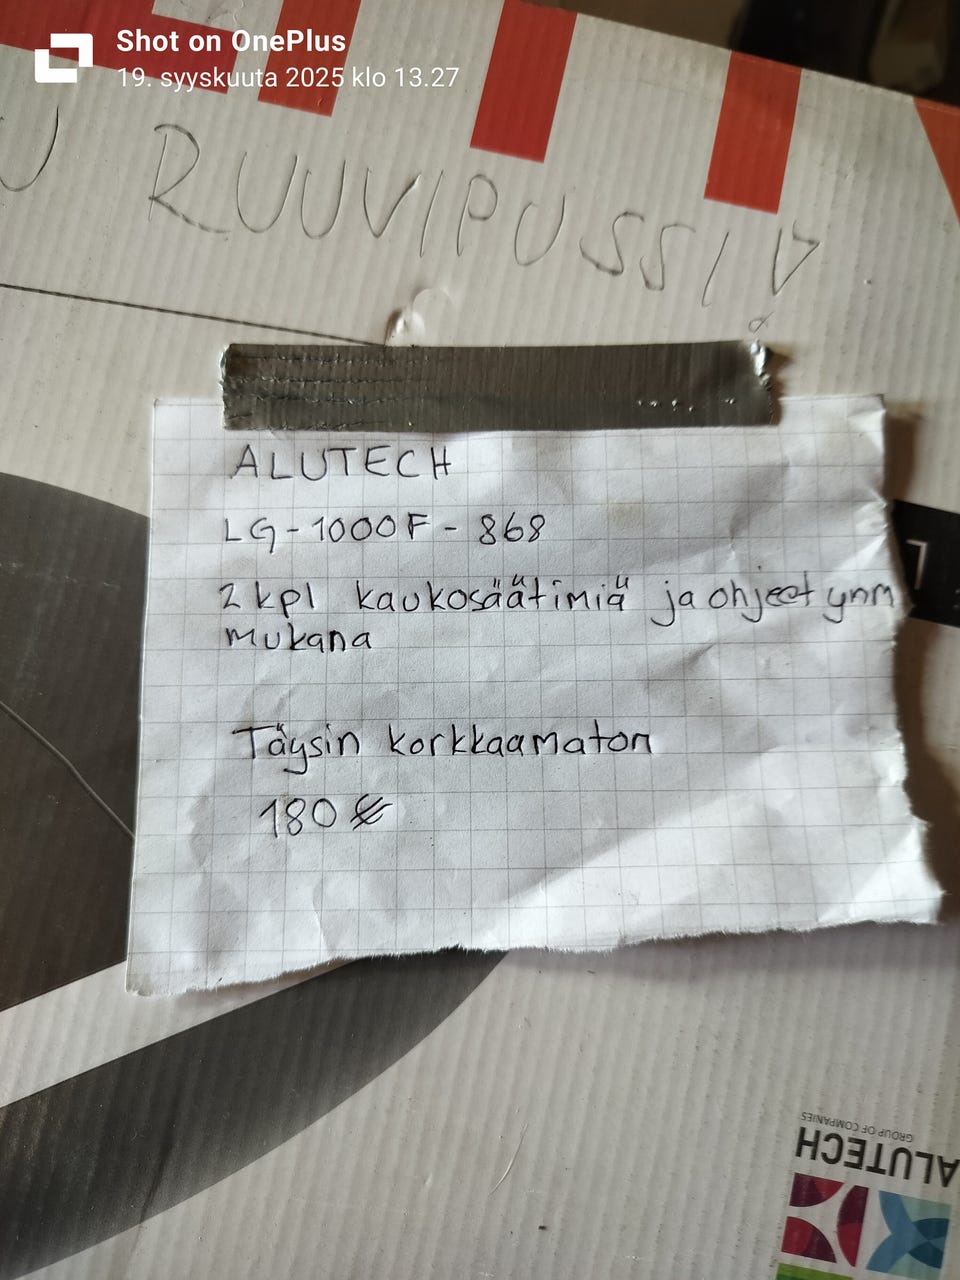 Shot on OnePlus
19. syyskuuta 2025 klo 13.27
U RUUVIPUSSI
ALUTECH
LG-1000F-868
2 kpl kaukosäätimiä ja ohjeet ynm
mukana
Täysin korkkaamaton
180 €
L
ALUTECH
GROUP OF COMPANIES